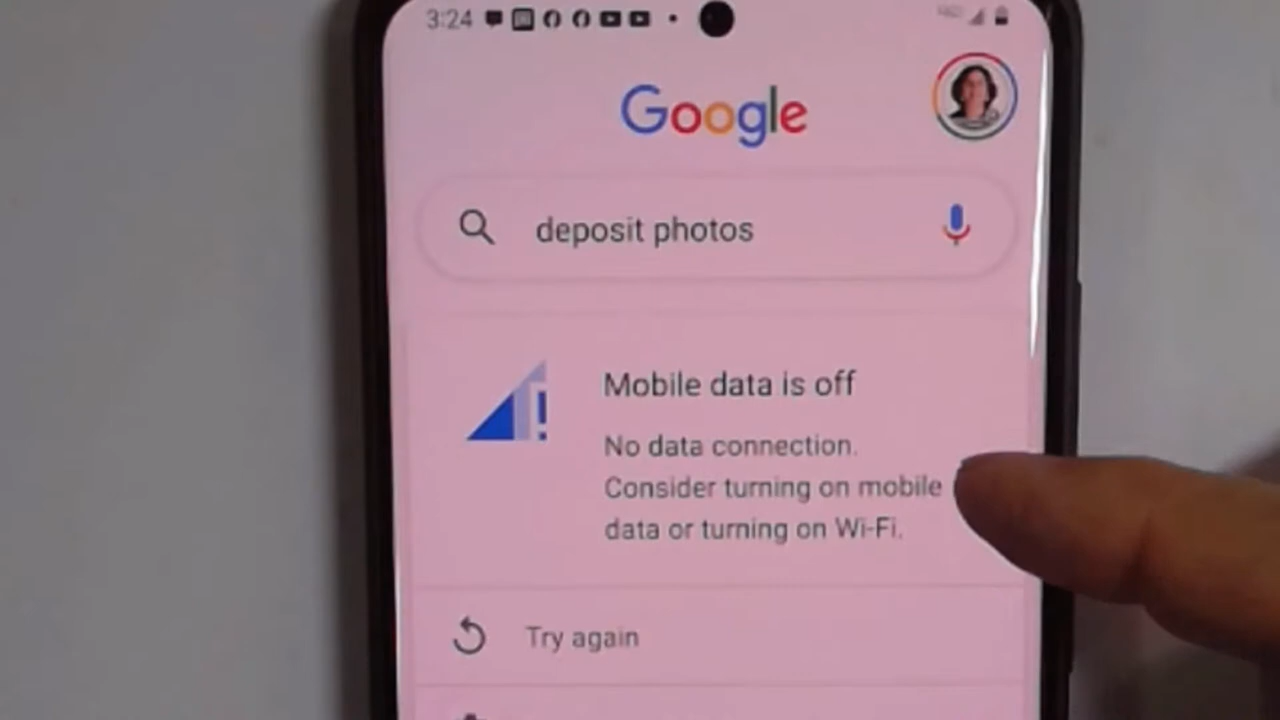 3:24
Google
deposit photos
Mobile data is off
No data connection.
Consider turning on mobile
data or turning on Wi-Fi.
Try again